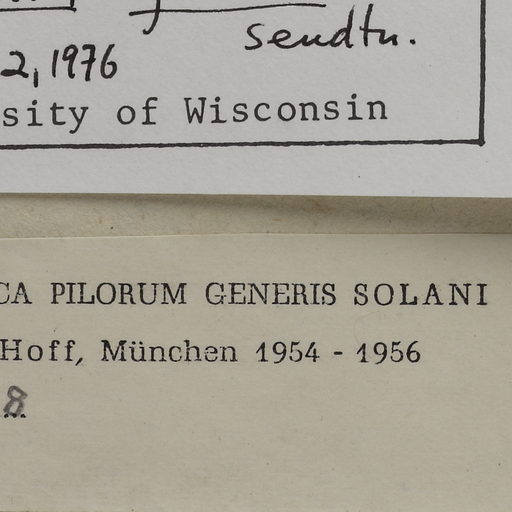 Sendtn.
2, 1976
sity of Wisconsin
CA PILORUM GENERIS SOLANI
Hoff, München 1954 - 1956
8